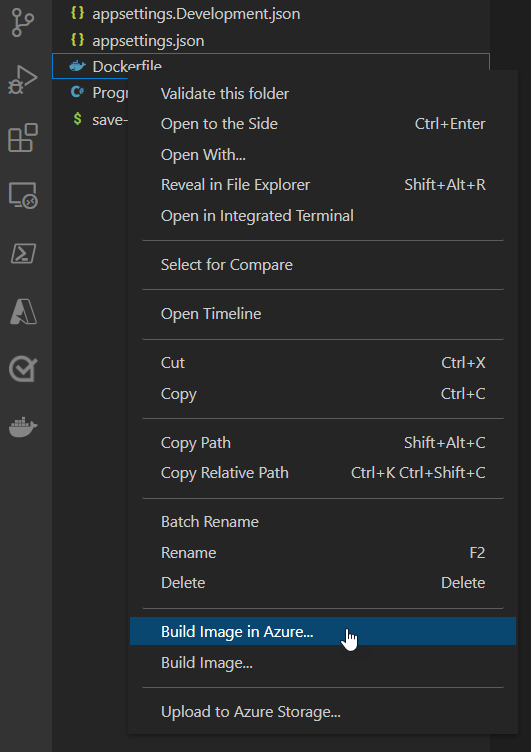 appsettings.Development.json
appsettings.json
Dockerfile
Validate this folder
Open to the Side Ctrl+Enter
Open With...
Reveal in File Explorer Shift+Alt+R
Open in Integrated Terminal
Select for Compare
Open Timeline
Cut Ctrl+X
Copy Ctrl+C
Copy Path Shift+Alt+C
Copy Relative Path Ctrl+K Ctrl+Shift+C
Batch Rename
Rename F2
Delete Delete
Build Image in Azure...
Build Image...
Upload to Azure Storage...